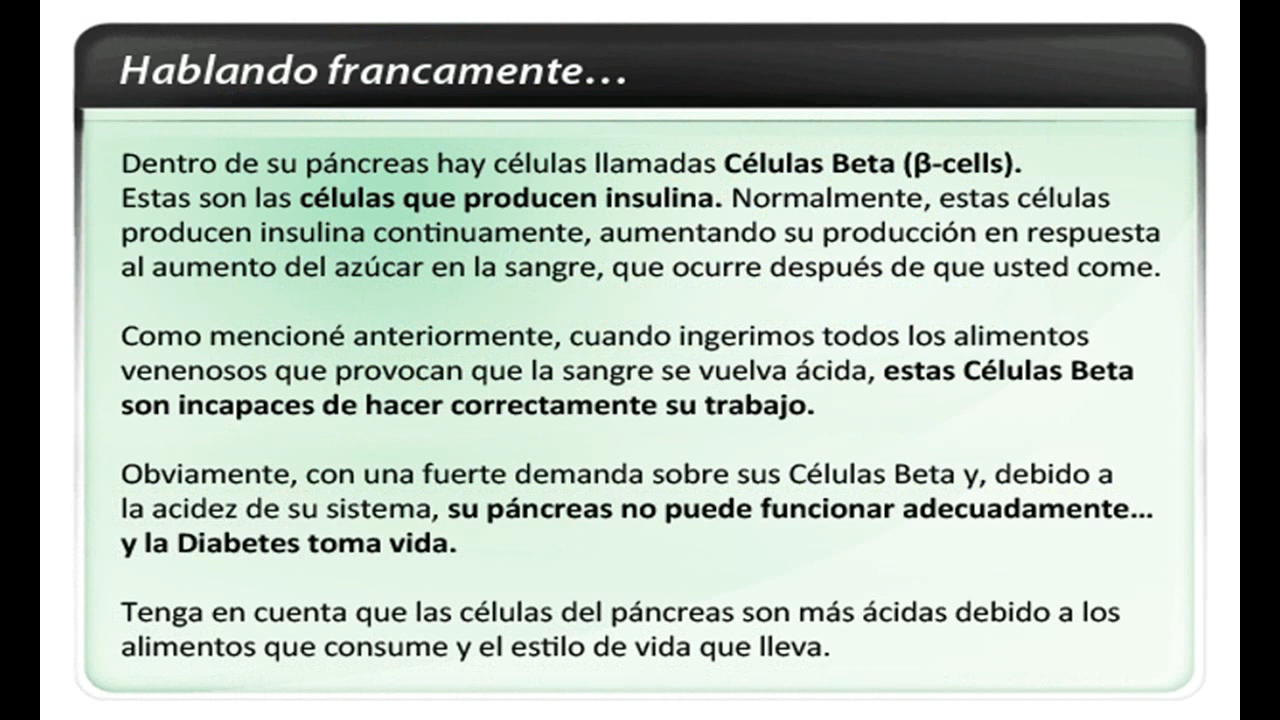 Hablando francamente...
Dentro de su páncreas hay células llamadas Células Beta (β-cells).
Estas son las células que producen insulina. Normalmente, estas células
producen insulina continuamente, aumentando su producción en respuesta
al aumento del azúcar en la sangre, que ocurre después de que usted come.
Como mencioné anteriormente, cuando ingerimos todos los alimentos
venenosos que provocan que la sangre se vuelva ácida, estas Células Beta
son incapaces de hacer correctamente su trabajo.
Obviamente, con una fuerte demanda sobre sus Células Beta y, debido a
la acidez de su sistema, su páncreas no puede funcionar adecuadamente...
y la Diabetes toma vida.
Tenga en cuenta que las células del páncreas son más ácidas debido a los
alimentos que consume y el estilo de vida que lleva.